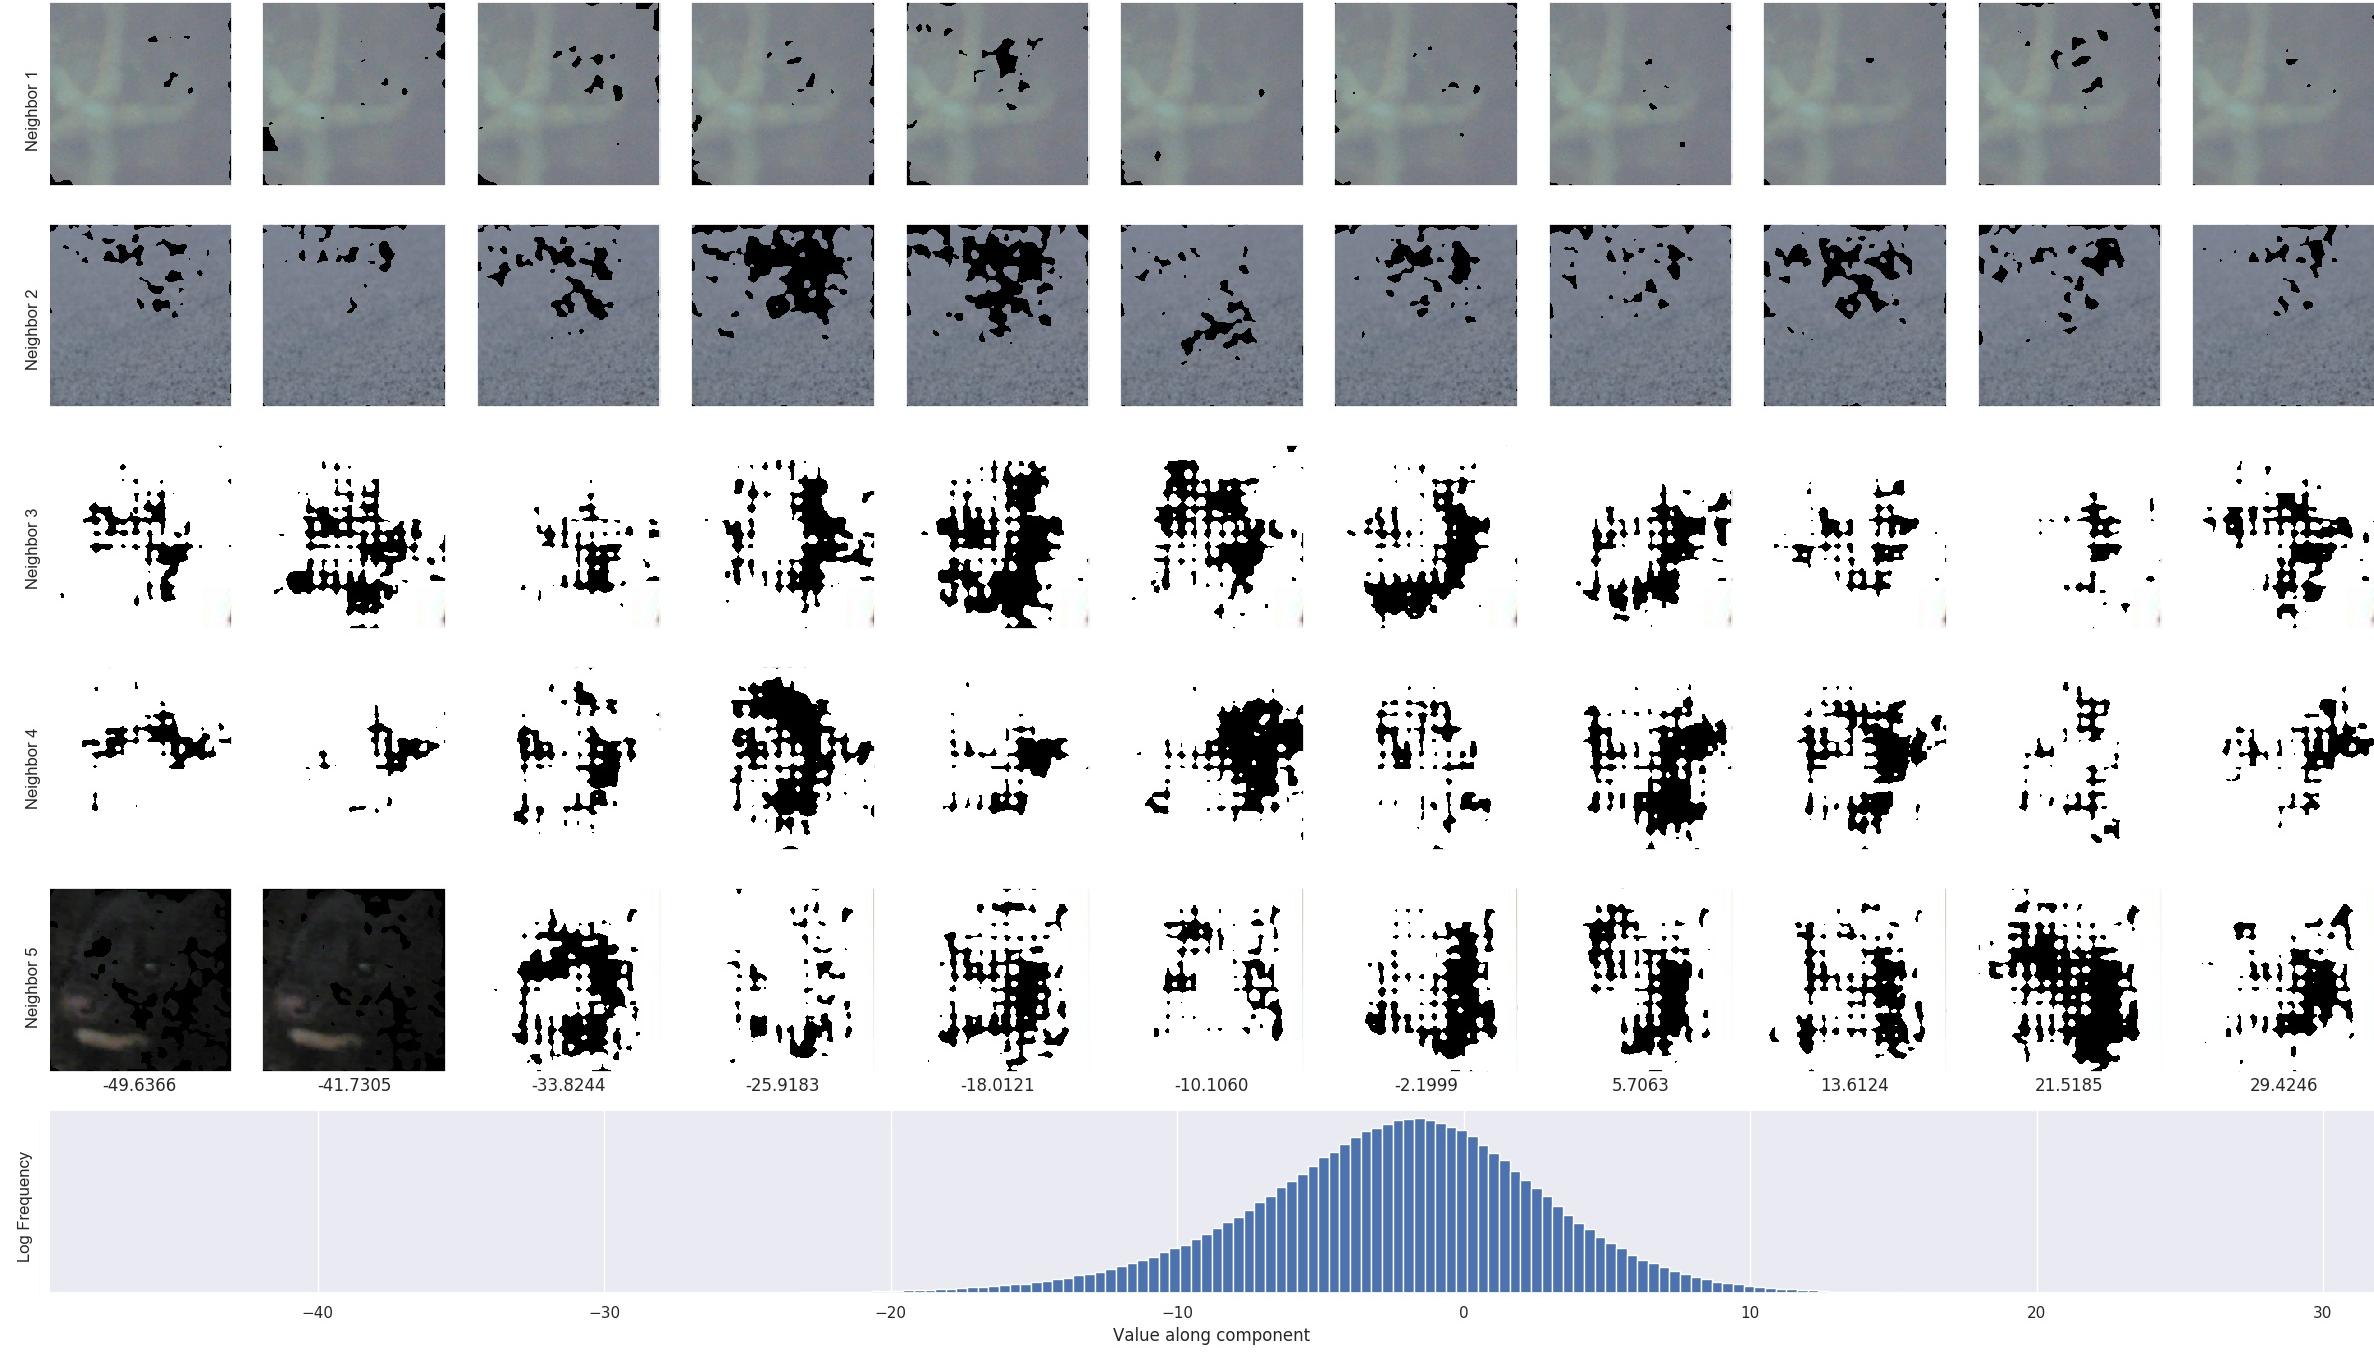 Neighbor 1
Neighbor 2
Neighbor 3
Neighbor 4
Neighbor 5
-49.6366 -41.7305 -33.8244 -25.9183 -18.0121 -10.1060 -2.1999 5.7063 13.6124 21.5185 29.4246
Log Frequency
−40 −30 −20 −10 0 10 20 30
Value along component